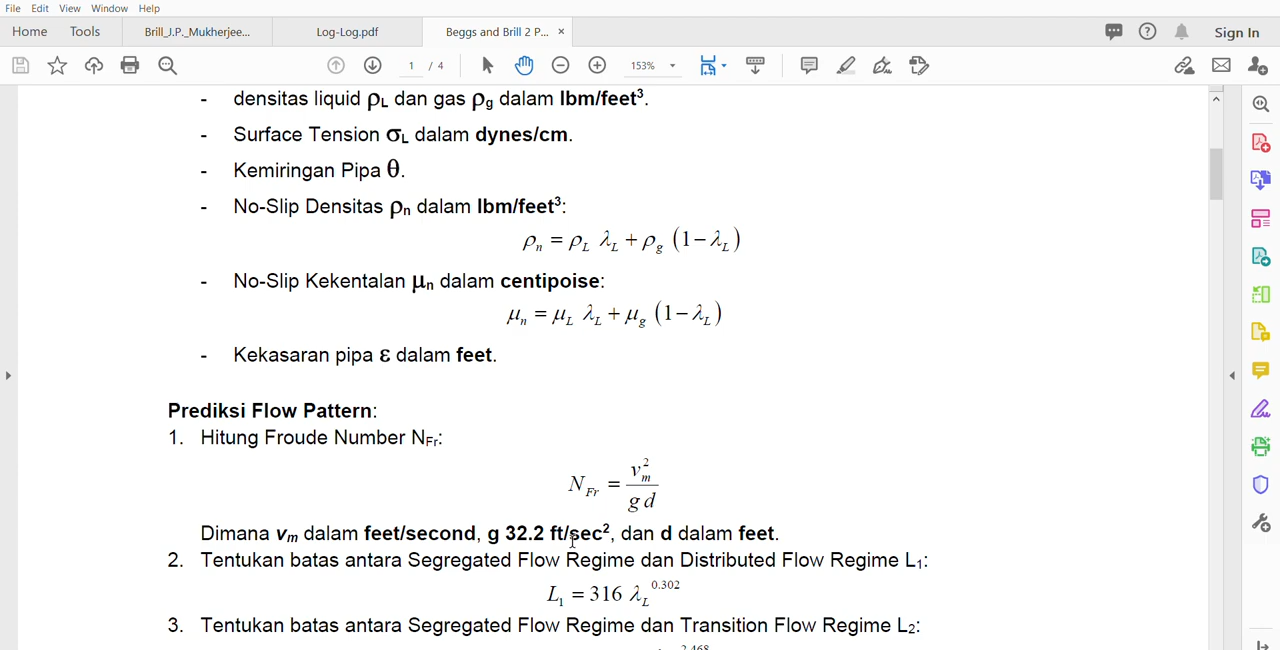 File Edit View Window Help
Home Tools Brill_J.P._Mukherjee... Log-Log.pdf Beggs and Brill 2 P... × Sign In
1 / 4 153%
- densitas liquid ρL dan gas ρg dalam lbm/feet³.
- Surface Tension σL dalam dynes/cm.
- Kemiringan Pipa θ.
- No-Slip Densitas ρn dalam lbm/feet³:
ρn = ρL λL + ρg (1 − λL)
- No-Slip Kekentalan μn dalam centipoise:
μn = μL λL + μg (1 − λL)
- Kekasaran pipa ε dalam feet.
Prediksi Flow Pattern:
1. Hitung Froude Number NFr:
NFr = vm² / g d
Dimana vm dalam feet/second, g 32.2 ft/sec², dan d dalam feet.
2. Tentukan batas antara Segregated Flow Regime dan Distributed Flow Regime L1:
L1 = 316 λL^0.302
3. Tentukan batas antara Segregated Flow Regime dan Transition Flow Regime L2: